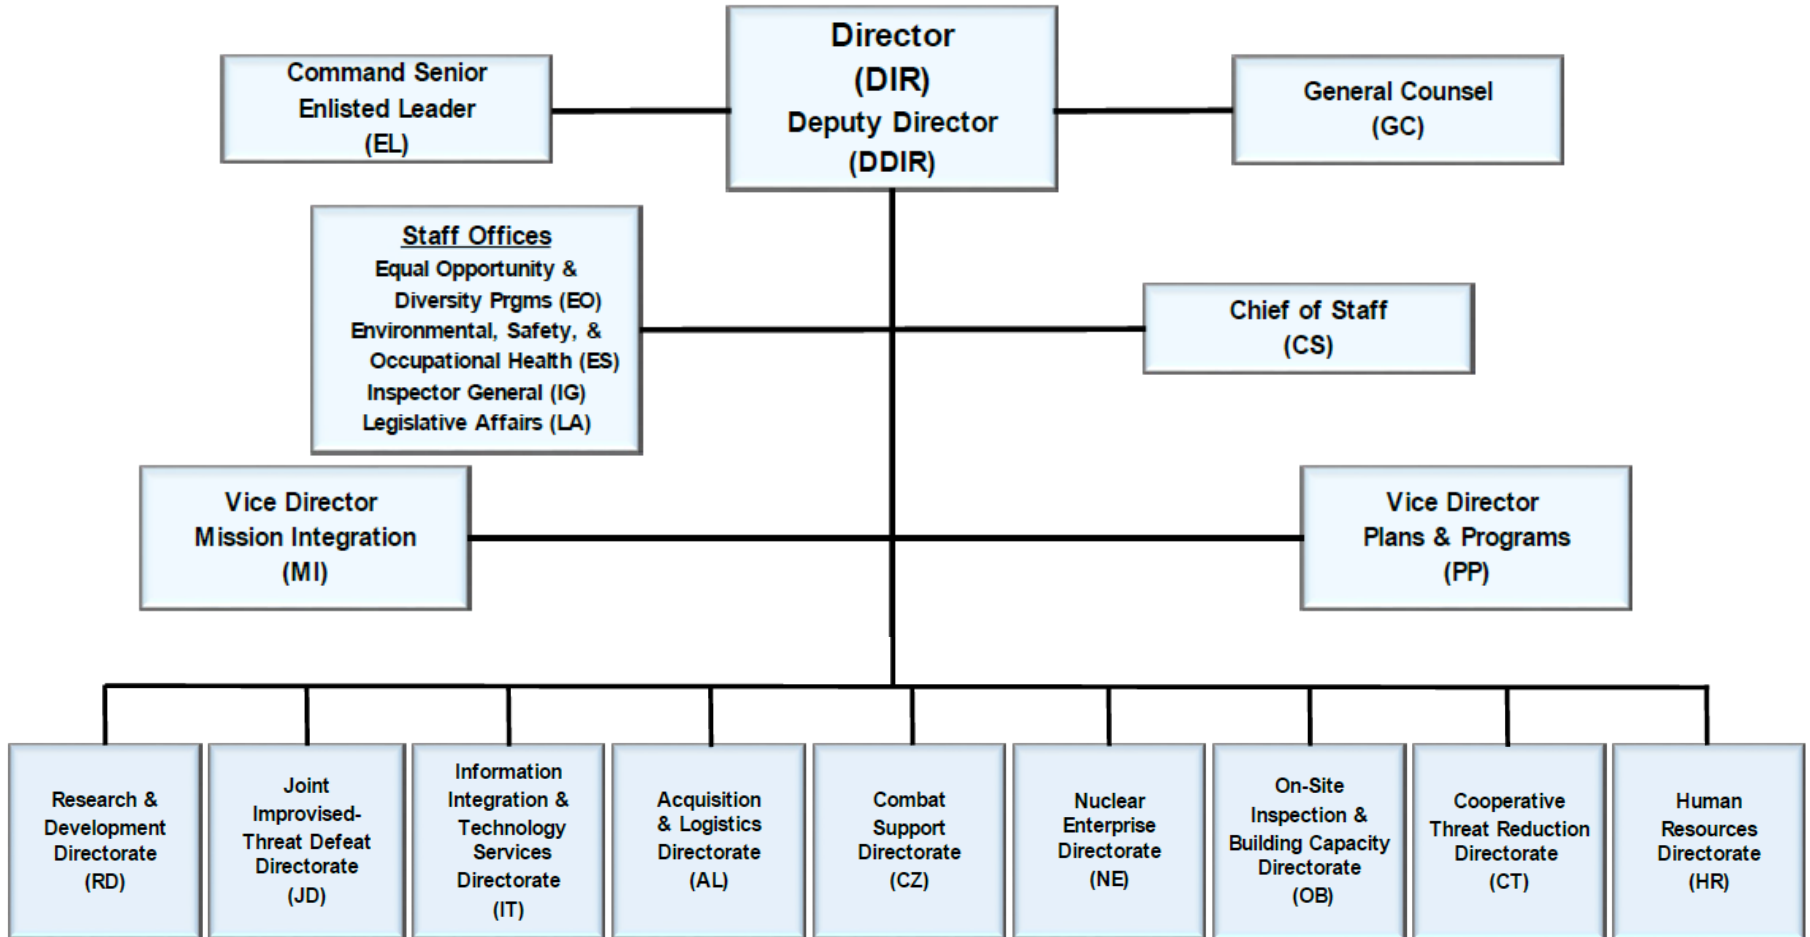 Director
(DIR)
Deputy Director
(DDIR)
Command Senior
Enlisted Leader
(EL)
General Counsel
(GC)
Staff Offices
Equal Opportunity &
Diversity Prgms (EO)
Environmental, Safety, &
Occupational Health (ES)
Inspector General (IG)
Legislative Affairs (LA)
Chief of Staff
(CS)
Vice Director
Mission Integration
(MI)
Vice Director
Plans & Programs
(PP)
Research &
Development
Directorate
(RD)
Joint
Improvised-
Threat Defeat
Directorate
(JD)
Information
Integration &
Technology
Services
Directorate
(IT)
Acquisition
& Logistics
Directorate
(AL)
Combat
Support
Directorate
(CZ)
Nuclear
Enterprise
Directorate
(NE)
On-Site
Inspection &
Building Capacity
Directorate
(OB)
Cooperative
Threat Reduction
Directorate
(CT)
Human
Resources
Directorate
(HR)